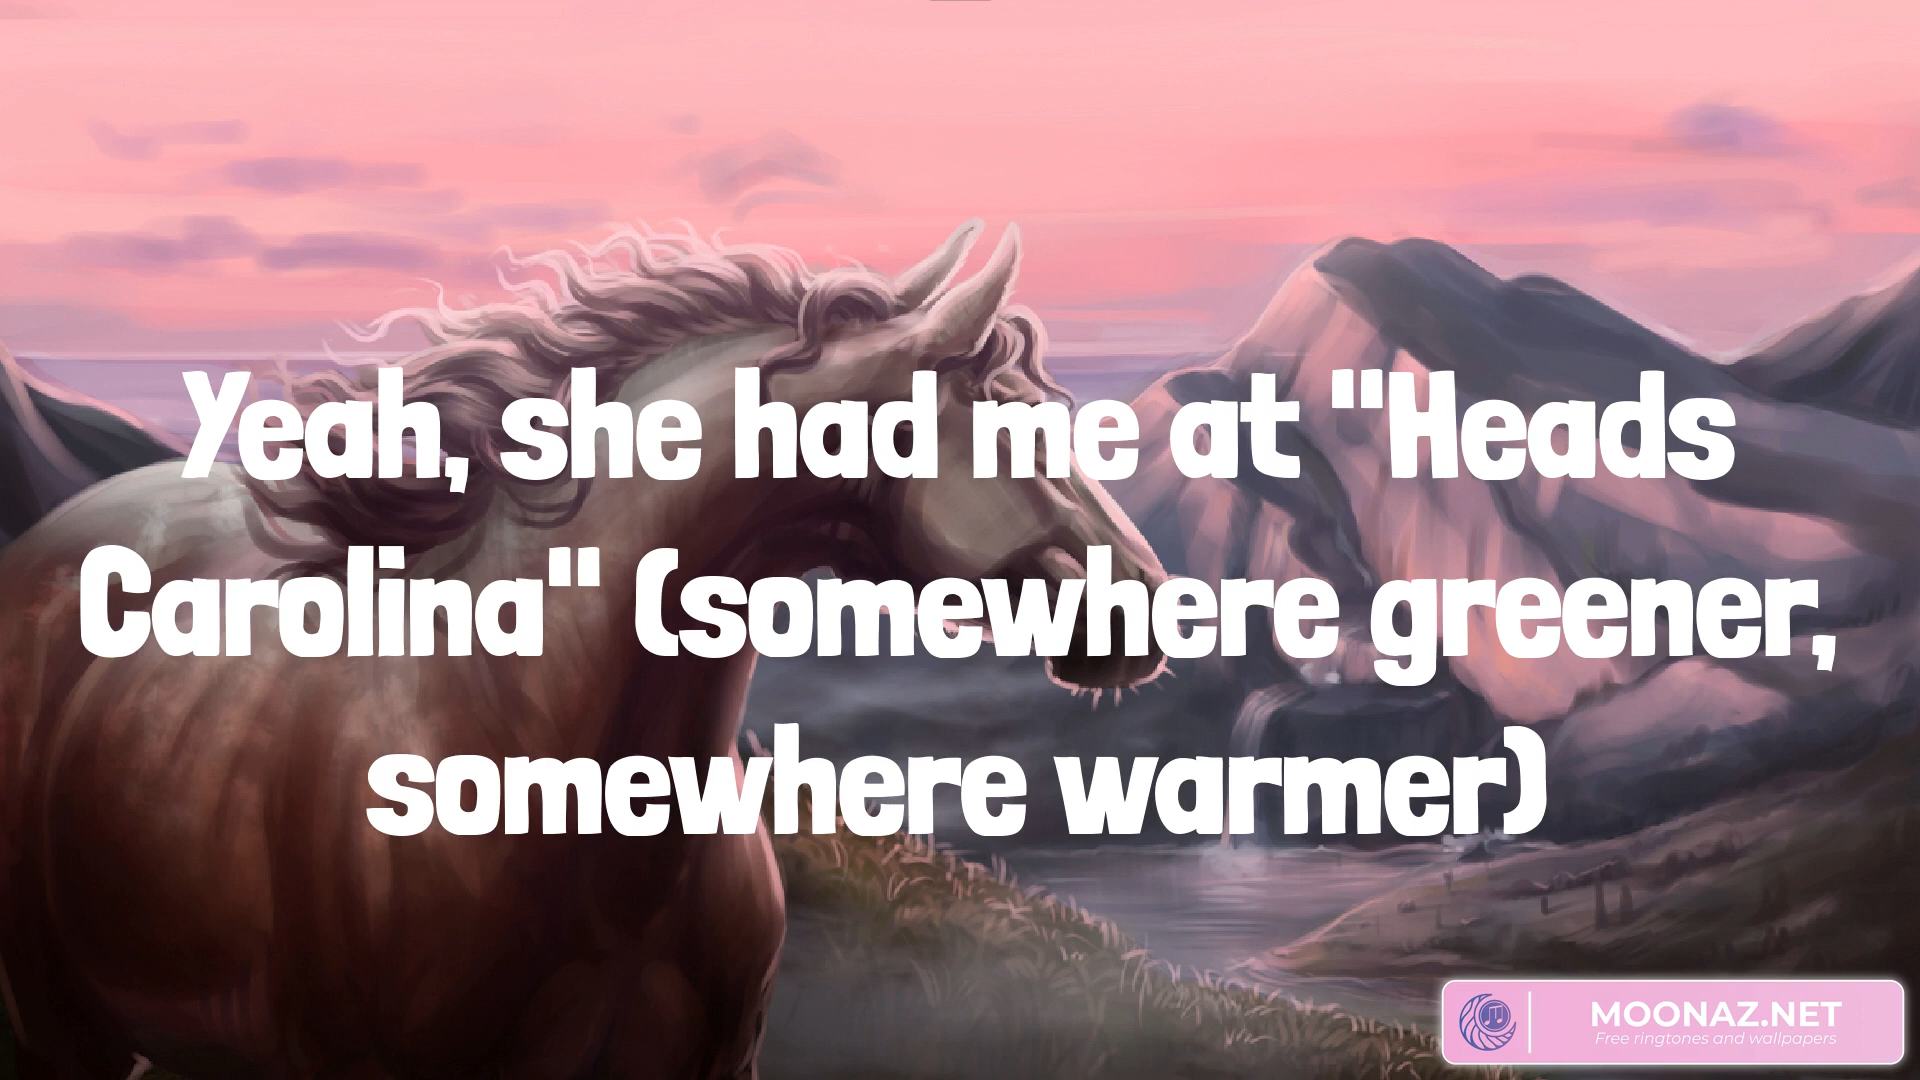 Yeah, she had me at "Heads
Carolina" (somewhere greener,
somewhere warmer)
MOONAZ.NET
Free ringtones and wallpapers